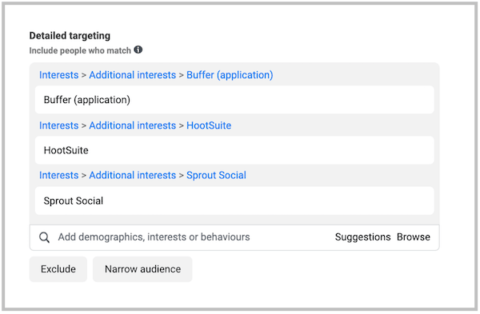 Detailed targeting
Include people who match
Interests > Additional interests > Buffer (application)
Buffer (application)
Interests > Additional interests > HootSuite
HootSuite
Interests > Additional interests > Sprout Social
Sprout Social
Add demographics, interests or behaviours Suggestions Browse
Exclude Narrow audience